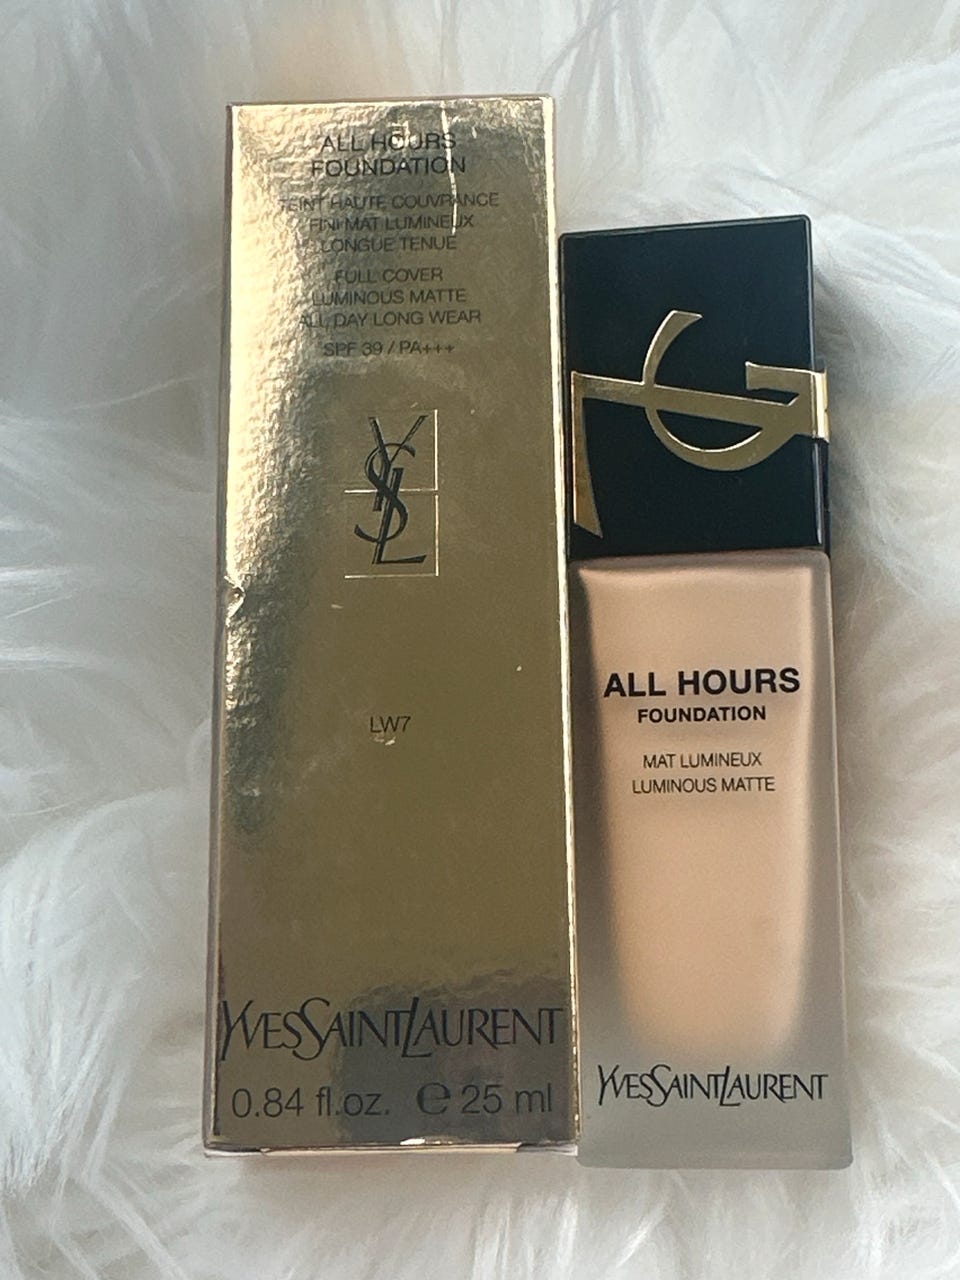 ALL HOURS
FOUNDATION
TEINT HAUTE COUVRANCE
FINI MAT LUMINEUX
LONGUE TENUE
FULL COVER
LUMINOUS MATTE
ALL DAY LONG WEAR
SPF 39 / PA+++
YSL
LW7
YVESSAINTLAURENT
0.84 fl.oz. ℮ 25 ml
ALL HOURS
FOUNDATION
MAT LUMINEUX
LUMINOUS MATTE
YVESSAINTLAURENT